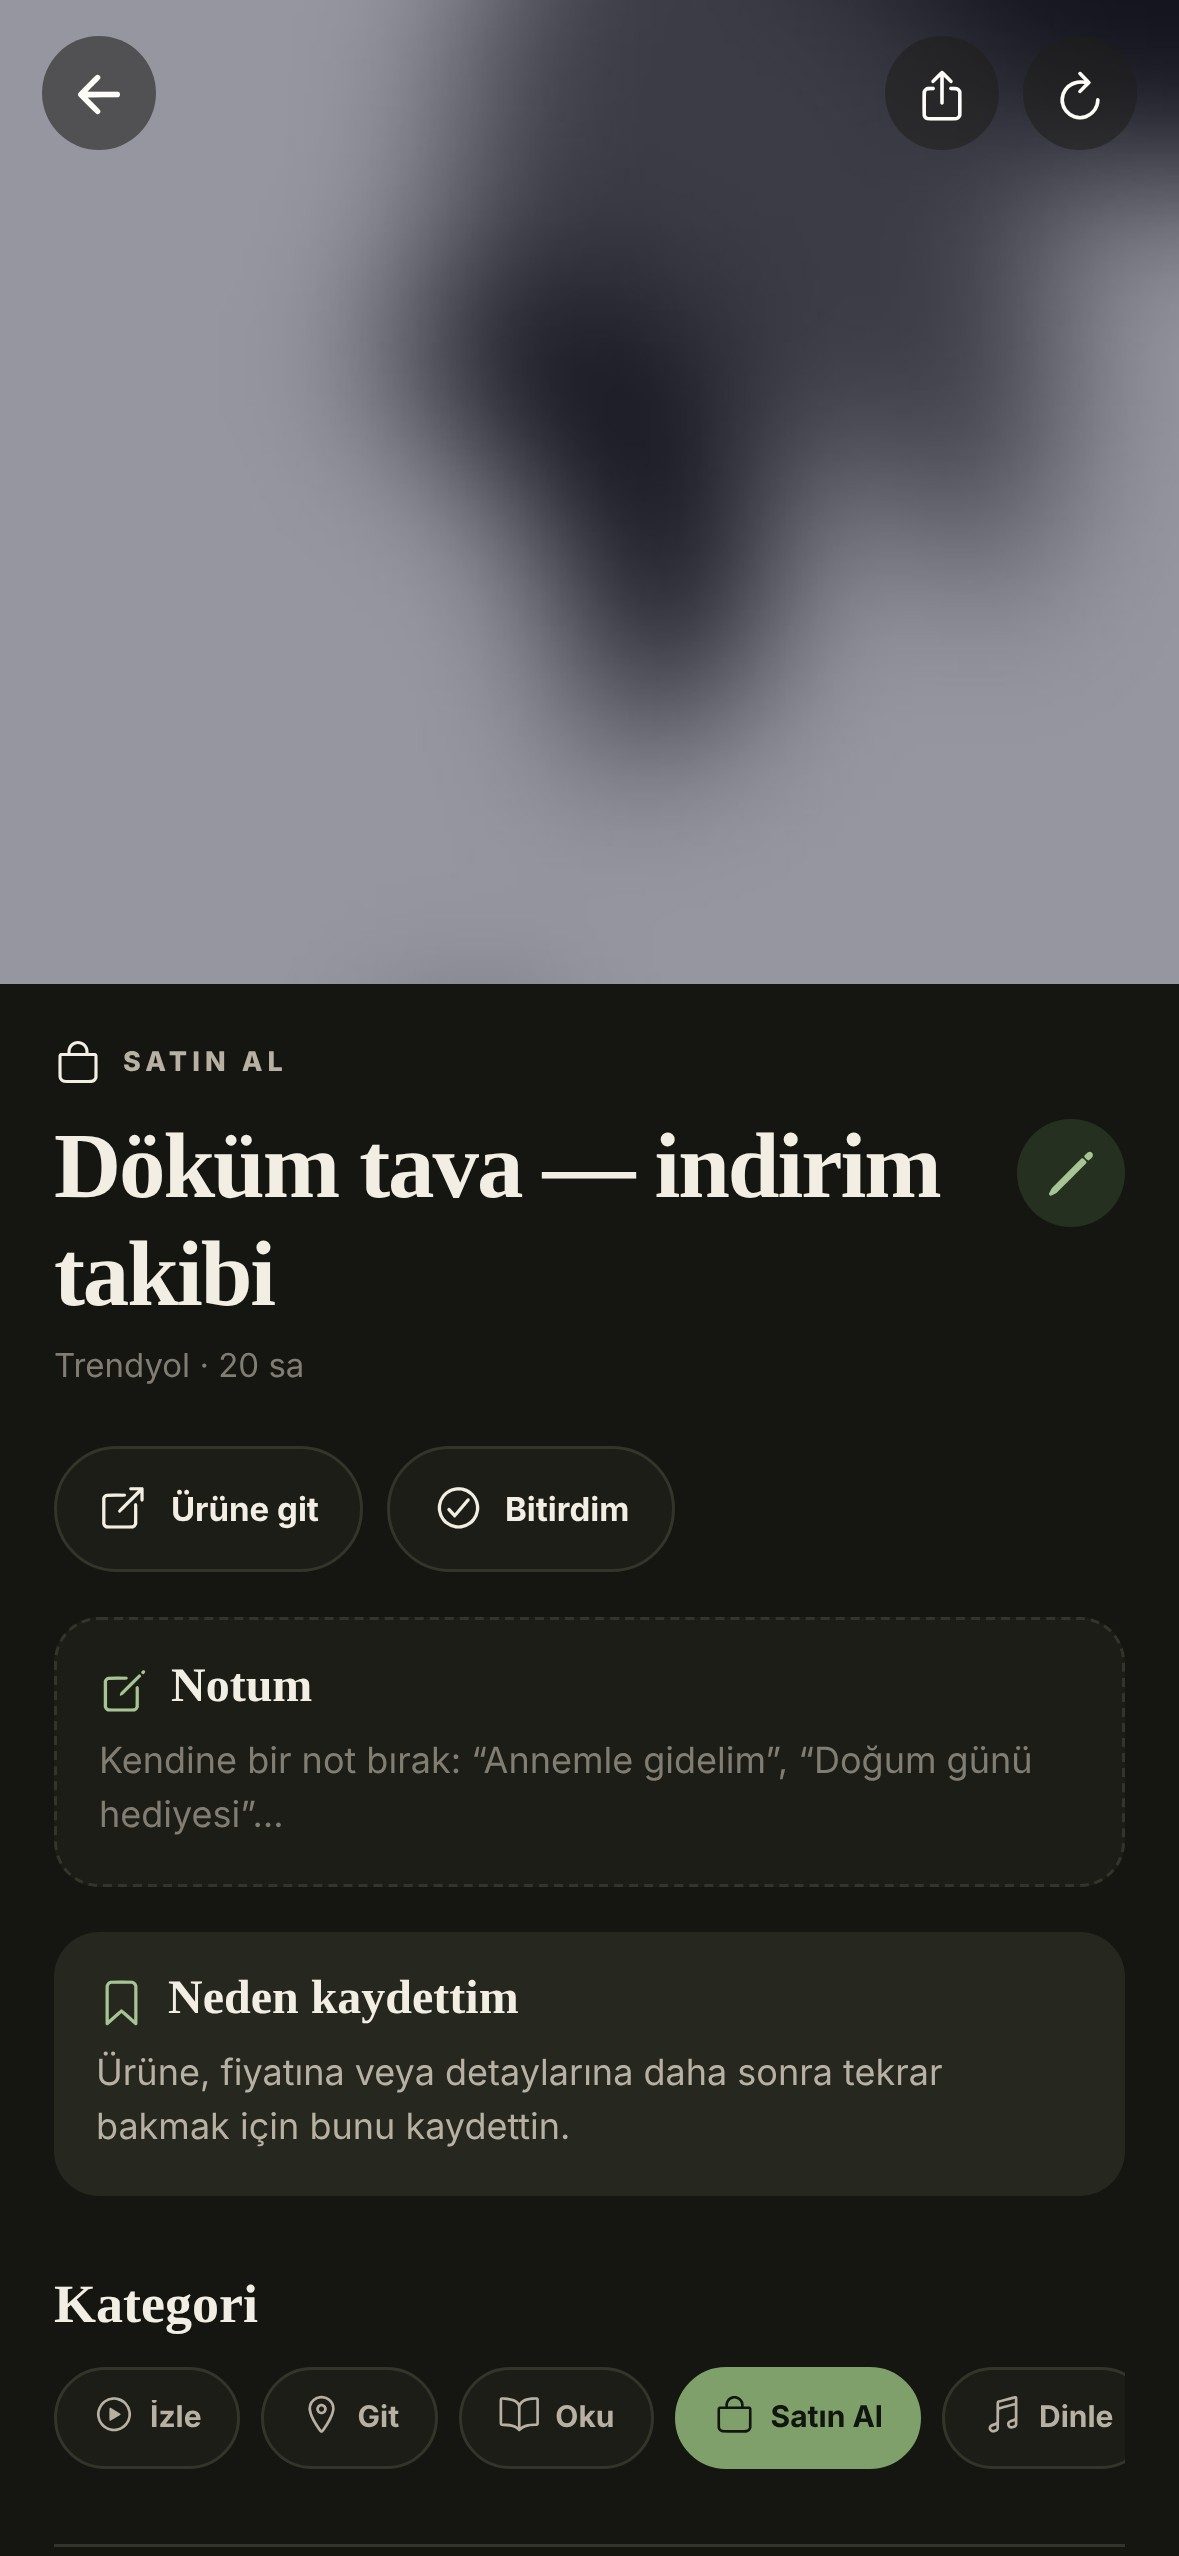 SATIN AL
Döküm tava — indirim
takibi
Trendyol · 20 sa
Ürüne git
Bitirdim
Notum
Kendine bir not bırak: “Annemle gidelim”, “Doğum günü
hediyesi”...
Neden kaydettim
Ürüne, fiyatına veya detaylarına daha sonra tekrar
bakmak için bunu kaydettin.
Kategori
İzle
Git
Oku
Satın Al
Dinle